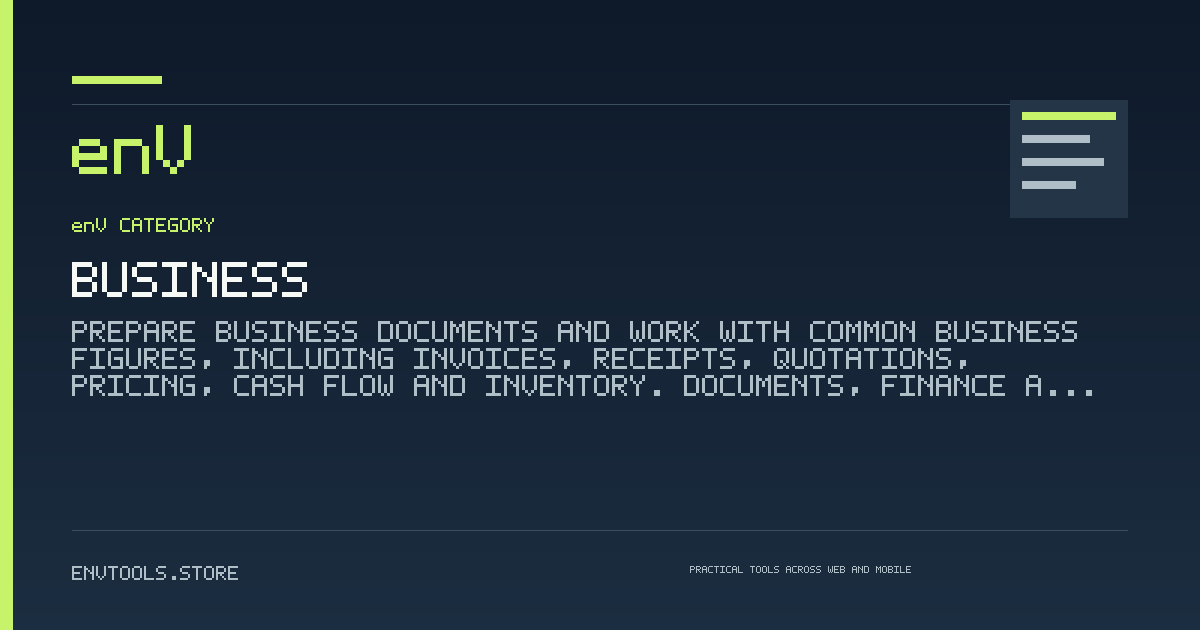 enV
enV CATEGORY
BUSINESS
PREPARE BUSINESS DOCUMENTS AND WORK WITH COMMON BUSINESS
FIGURES, INCLUDING INVOICES, RECEIPTS, QUOTATIONS,
PRICING, CASH FLOW AND INVENTORY. DOCUMENTS, FINANCE A...
ENVTOOLS.STORE
PRACTICAL TOOLS ACROSS WEB AND MOBILE